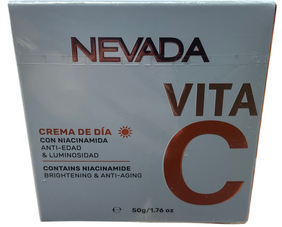 NEVADA
VITA
C
CREMA DE DÍA
CON NIACINAMIDA
ANTI-EDAD
& LUMINOSIDAD
CONTAINS NIACINAMIDE
BRIGHTENING & ANTI-AGING
℮ 50g/1.76 oz